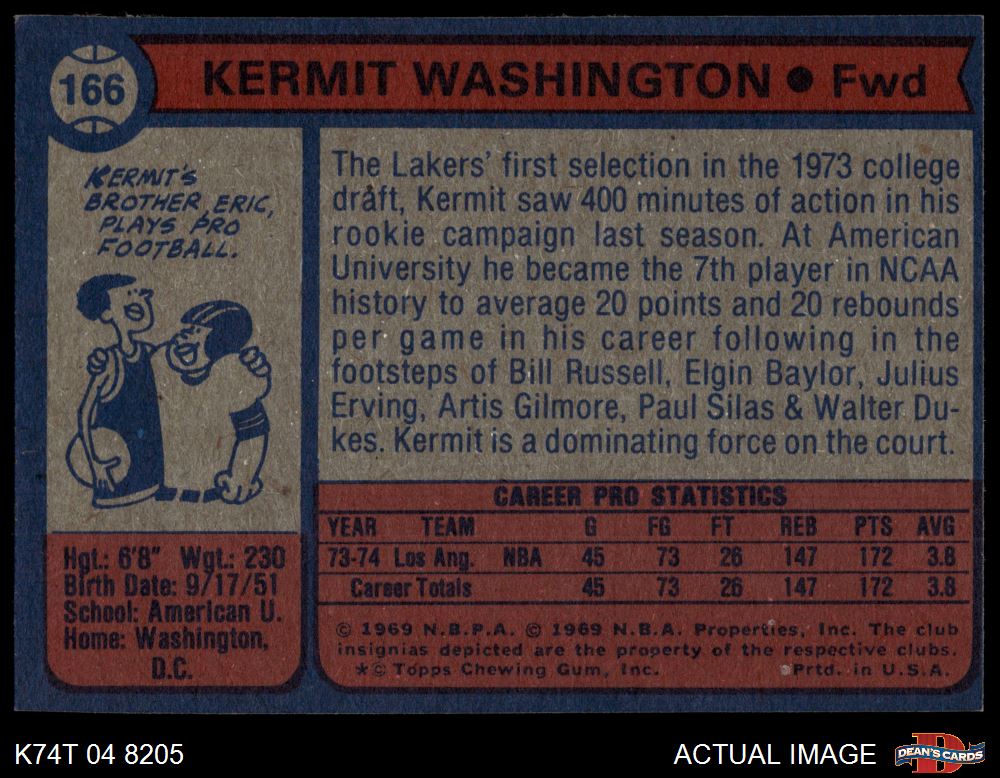 166
KERMIT WASHINGTON • Fwd
KERMIT'S
BROTHER ERIC,
PLAYS PRO
FOOTBALL.
The Lakers' first selection in the 1973 college
draft, Kermit saw 400 minutes of action in his
rookie campaign last season. At American
University he became the 7th player in NCAA
history to average 20 points and 20 rebounds
per game in his career following in the
footsteps of Bill Russell, Elgin Baylor, Julius
Erving, Artis Gilmore, Paul Silas & Walter Du-
kes. Kermit is a dominating force on the court.
Hgt.: 6'8" Wgt.: 230
Birth Date: 9/17/51
School: American U.
Home: Washington,
D.C.
CAREER PRO STATISTICS
YEAR TEAM G FG FT REB PTS AVG
73-74 Los Ang. NBA 45 73 26 147 172 3.8
Career Totals 45 73 26 147 172 3.8
© 1969 N.B.P.A. © 1969 N.B.A. Properties, Inc. The club
insignias depicted are the property of the respective clubs.
*© Topps Chewing Gum, Inc. Prtd. in U.S.A.
K74T 04 8205
ACTUAL IMAGE
DEAN'S CARDS